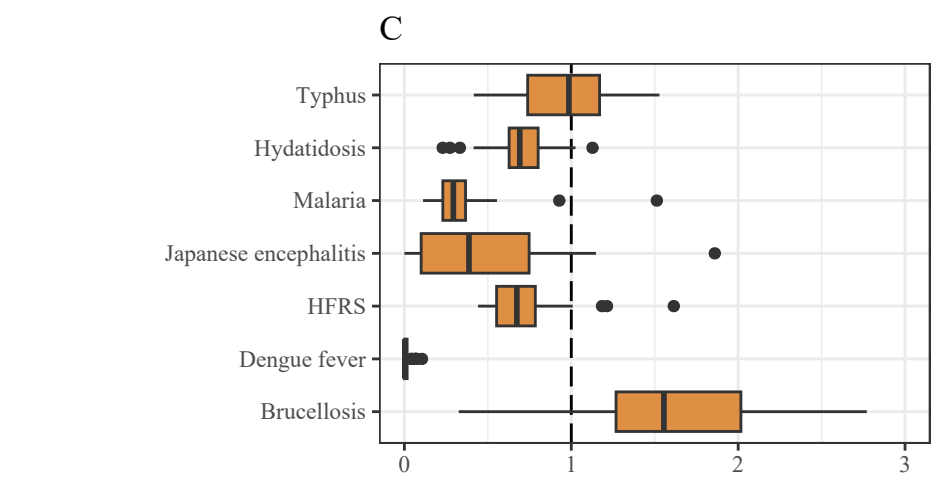 C
Typhus
Hydatidosis
Malaria
Japanese encephalitis
HFRS
Dengue fever
Brucellosis
0 1 2 3